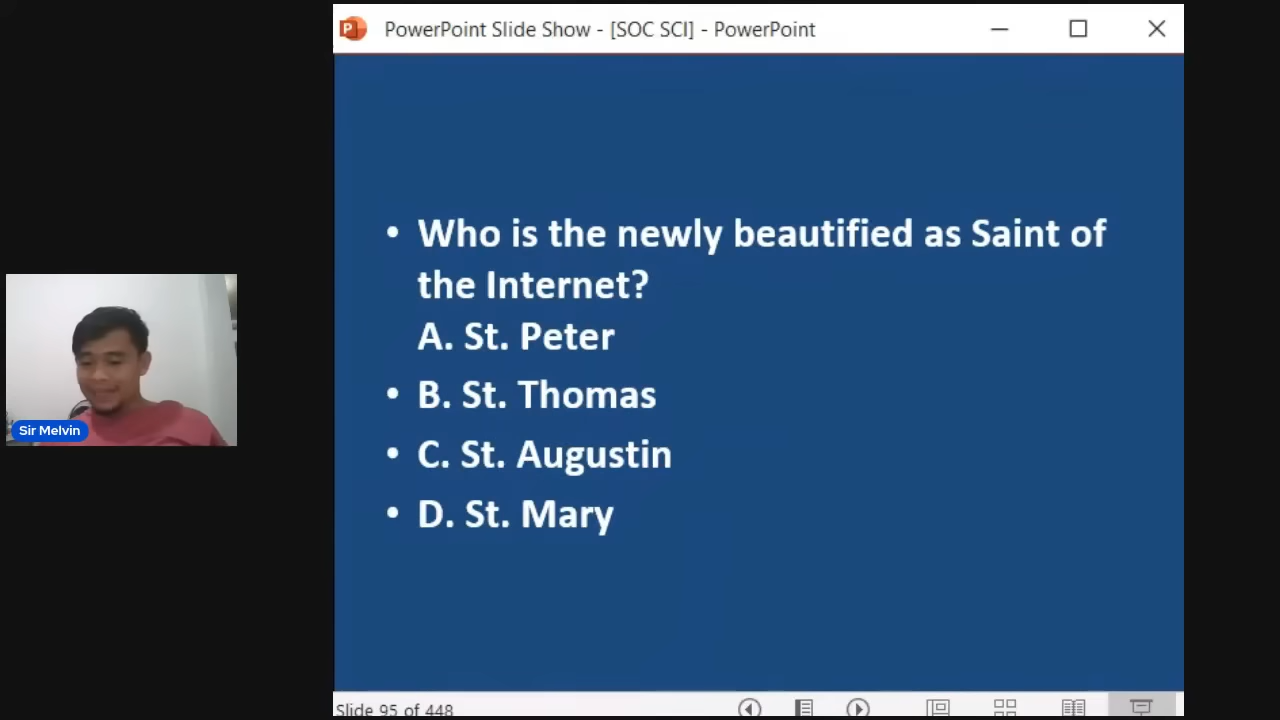 PowerPoint Slide Show - [SOC SCI] - PowerPoint
• Who is the newly beautified as Saint of
the Internet?
A. St. Peter
• B. St. Thomas
• C. St. Augustin
• D. St. Mary
Sir Melvin
Slide 95 of 448